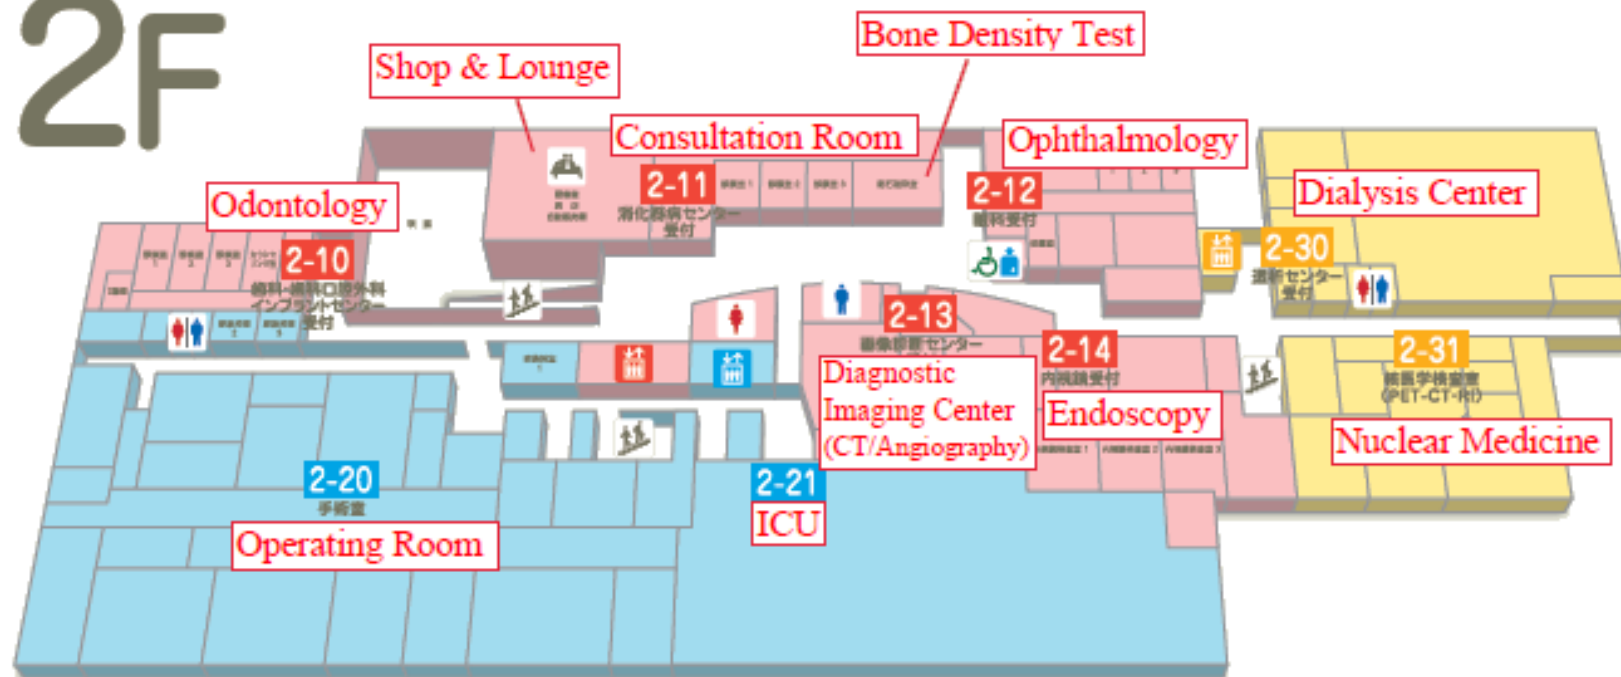 2F
Bone Density Test
Shop & Lounge
Consultation Room
Ophthalmology
2-11
消化器病センター
受付
2-12
眼科受付
Dialysis Center
Odontology
2-10
歯科・歯科口腔外科
インプラントセンター
受付
2-30
透析センター
受付
2-13
画像診断センター
2-14
内視鏡受付
2-31
核医学検査室
(PET-CT・RI)
Diagnostic
Imaging Center
(CT/Angiography)
Endoscopy
Nuclear Medicine
2-20
手術室
Operating Room
2-21
ICU